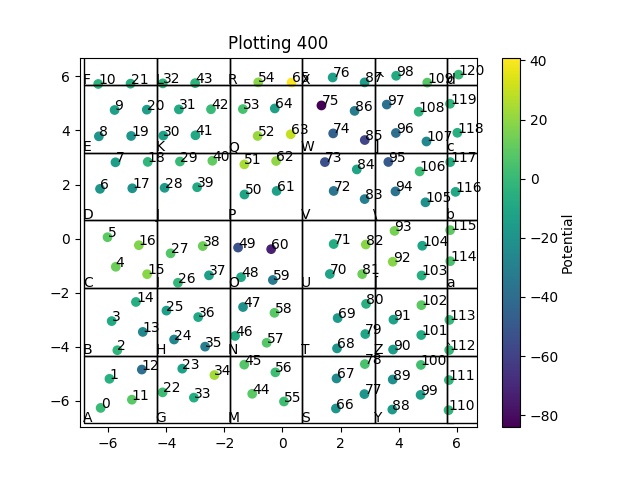 Plotting 400
F 10 21 32 43 R 54 65 X 76 87 98 109 d 120
9 20 31 42 53 64 75 86 97 108 119
8 19 30 41 52 63 74 85 96 107 118
E K Q W ] c
7 18 29 40 51 62 73 84 95 106 117
6 17 28 39 50 61 72 83 94 105 116
D J P V \ b
5 16 27 38 49 60 71 82 93 104 115
4 15 26 37 48 59 70 81 92 103 114
C I O U [ a
3 14 25 36 47 58 69 80 91 102 113
2 13 24 35 46 57 68 79 90 101 112
B H N T Z
1 12 23 34 45 56 67 78 89 100 111
0 11 22 33 44 55 66 77 88 99 110
A G M S Y
6
4
2
0
−2
−4
−6
−6 −4 −2 0 2 4 6
40
20
0
−20
−40
−60
−80
Potential